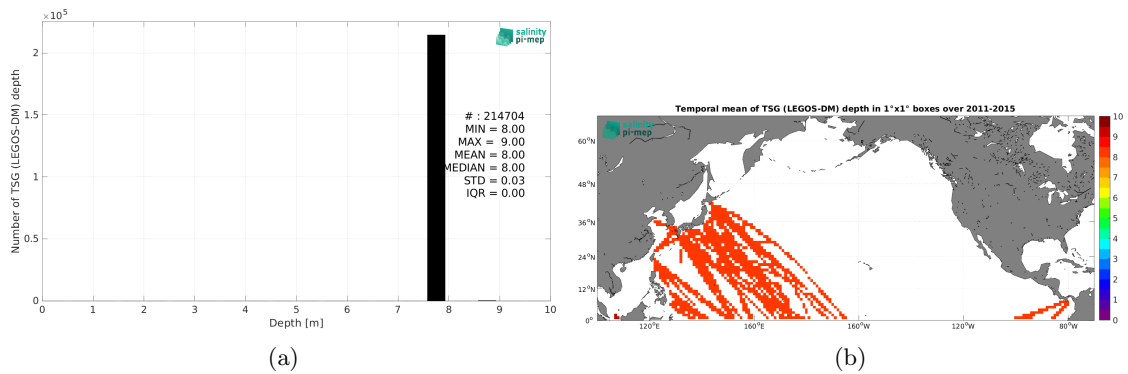 ×10⁵
salinity
pi-mep
2
1.5
1
0.5
0
Number of TSG (LEGOS-DM) depth
# : 214704
MIN = 8.00
MAX = 9.00
MEAN = 8.00
MEDIAN = 8.00
STD = 0.03
IQR = 0.00
0 1 2 3 4 5 6 7 8 9 10
Depth [m]
(a)
Temporal mean of TSG (LEGOS-DM) depth in 1°x1° boxes over 2011-2015
salinity
pi-mep
60°N
48°N
36°N
24°N
12°N
0°
120°E 160°E 160°W 120°W 80°W
10
9
8
7
6
5
4
3
2
1
0
(b)